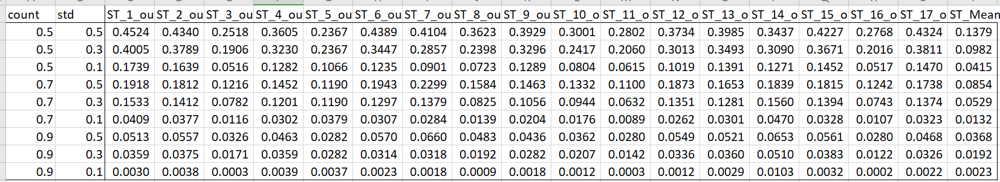 count std ST_1_ou ST_2_ou ST_3_ou ST_4_ou ST_5_ou ST_6_ou ST_7_ou ST_8_ou ST_9_ou ST_10_o ST_11_o ST_12_o ST_13_o ST_14_o ST_15_o ST_16_o ST_17_o ST_Mean
0.5 0.5 0.4524 0.4340 0.2518 0.3605 0.2367 0.4389 0.4104 0.3623 0.3929 0.3001 0.2802 0.3734 0.3985 0.3437 0.4227 0.2768 0.4324 0.1379
0.5 0.3 0.4005 0.3789 0.1906 0.3230 0.2367 0.3447 0.2857 0.2398 0.3296 0.2417 0.2060 0.3013 0.3493 0.3090 0.3671 0.2016 0.3811 0.0982
0.5 0.1 0.1739 0.1639 0.0516 0.1282 0.1066 0.1235 0.0901 0.0723 0.1289 0.0804 0.0615 0.1019 0.1391 0.1271 0.1452 0.0517 0.1470 0.0415
0.7 0.5 0.1918 0.1812 0.1216 0.1452 0.1190 0.1943 0.2299 0.1584 0.1463 0.1332 0.1100 0.1873 0.1653 0.1839 0.1815 0.1242 0.1738 0.0854
0.7 0.3 0.1533 0.1412 0.0782 0.1201 0.1190 0.1297 0.1379 0.0825 0.1056 0.0944 0.0632 0.1351 0.1281 0.1560 0.1394 0.0743 0.1374 0.0529
0.7 0.1 0.0409 0.0377 0.0116 0.0302 0.0379 0.0307 0.0284 0.0139 0.0204 0.0176 0.0089 0.0262 0.0301 0.0470 0.0328 0.0107 0.0323 0.0132
0.9 0.5 0.0513 0.0557 0.0326 0.0463 0.0282 0.0570 0.0660 0.0483 0.0436 0.0362 0.0280 0.0549 0.0521 0.0653 0.0561 0.0280 0.0468 0.0368
0.9 0.3 0.0359 0.0375 0.0171 0.0359 0.0282 0.0314 0.0318 0.0192 0.0282 0.0207 0.0142 0.0336 0.0360 0.0510 0.0383 0.0122 0.0326 0.0192
0.9 0.1 0.0030 0.0038 0.0003 0.0039 0.0037 0.0023 0.0018 0.0009 0.0018 0.0012 0.0003 0.0012 0.0029 0.0103 0.0032 0.0002 0.0022 0.0023